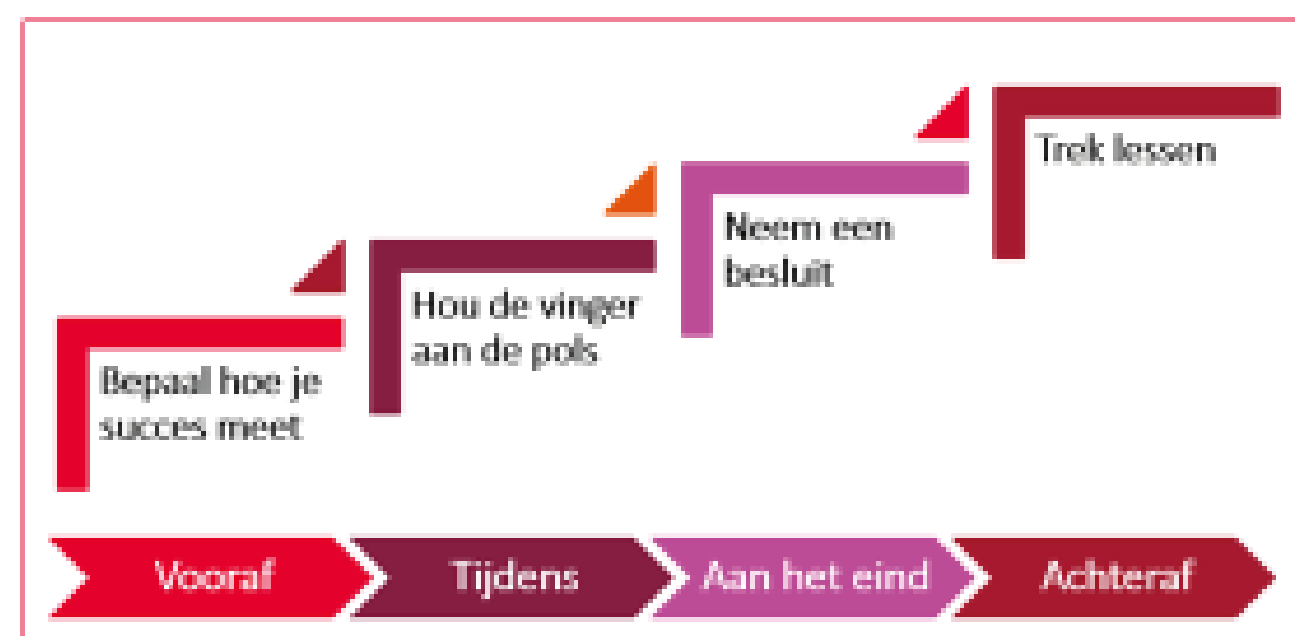 Bepaal hoe je
succes meet
Hou de vinger
aan de pols
Neem een
besluit
Trek lessen
Vooraf
Tijdens
Aan het eind
Achteraf